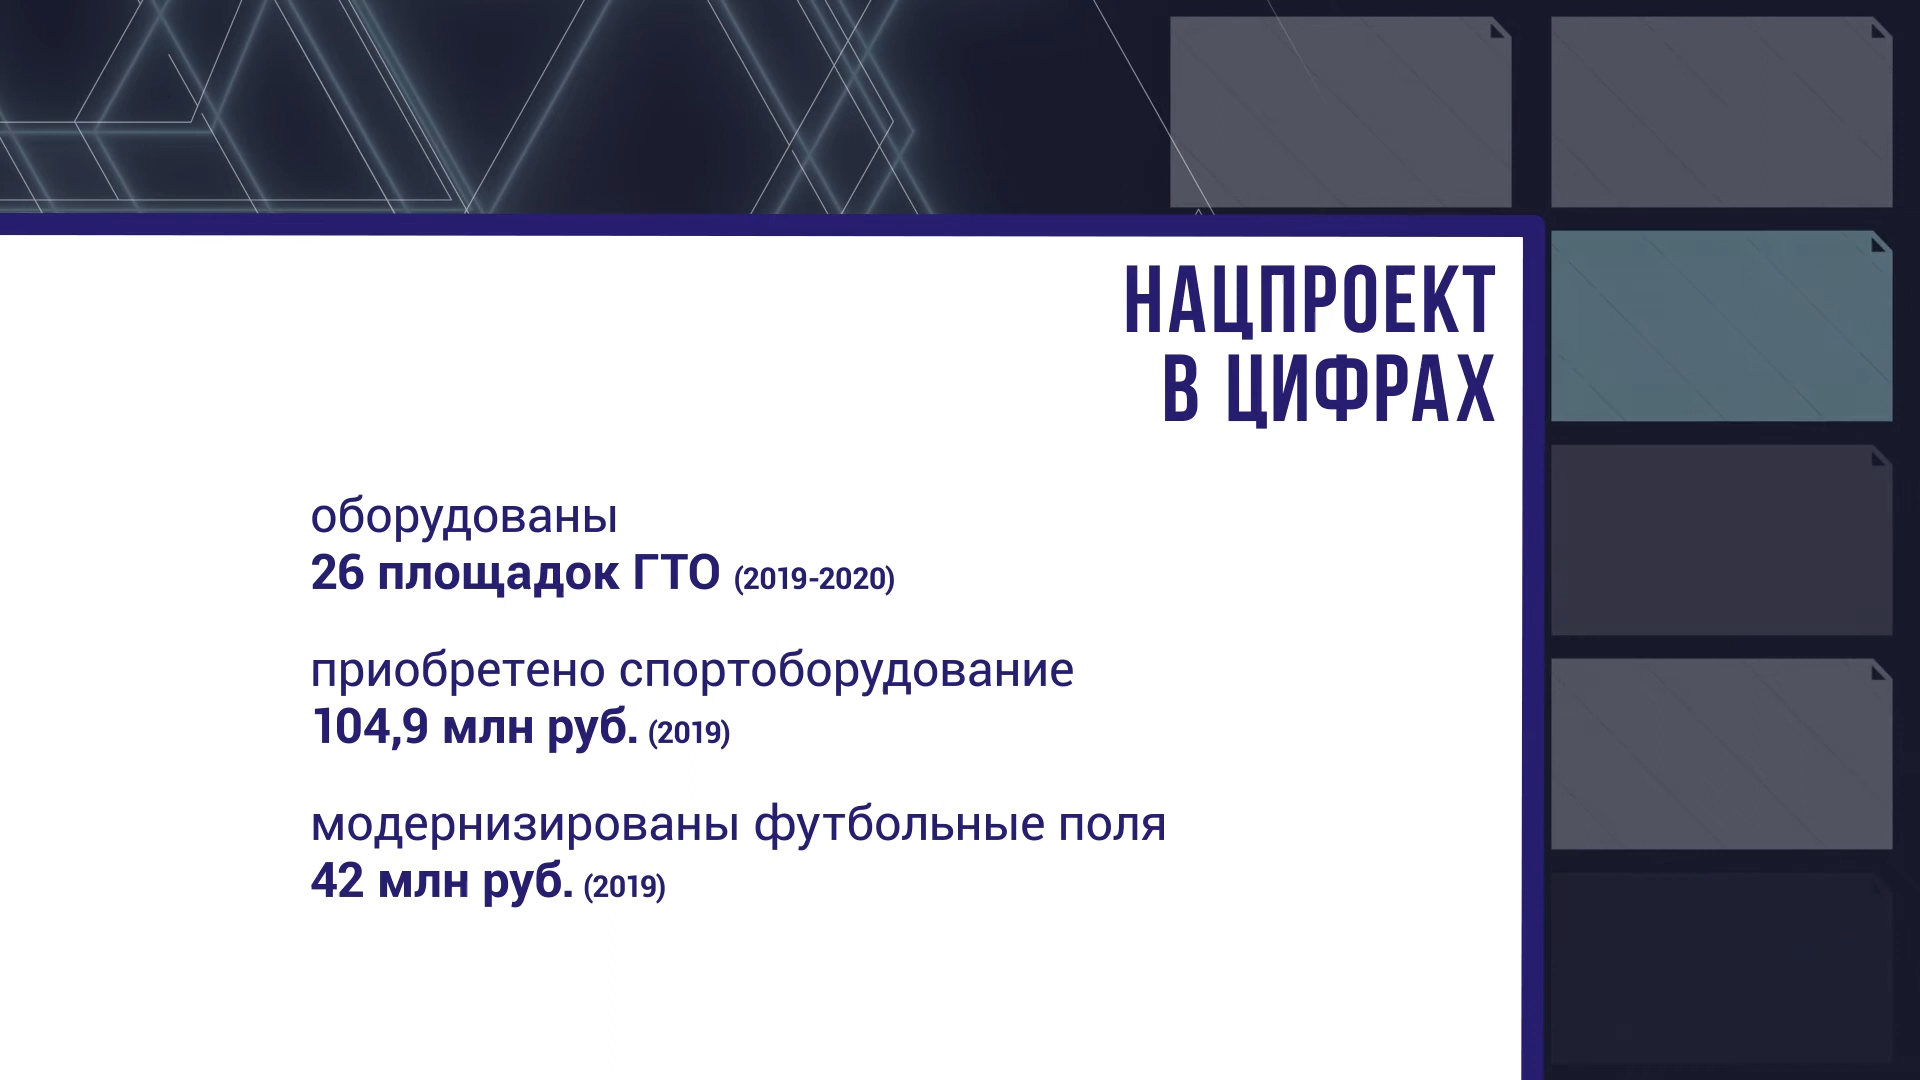 НАЦПРОЕКТ
В ЦИФРАХ
оборудованы
26 площадок ГТО (2019-2020)
приобретено спортоборудование
104,9 млн руб. (2019)
модернизированы футбольные поля
42 млн руб. (2019)